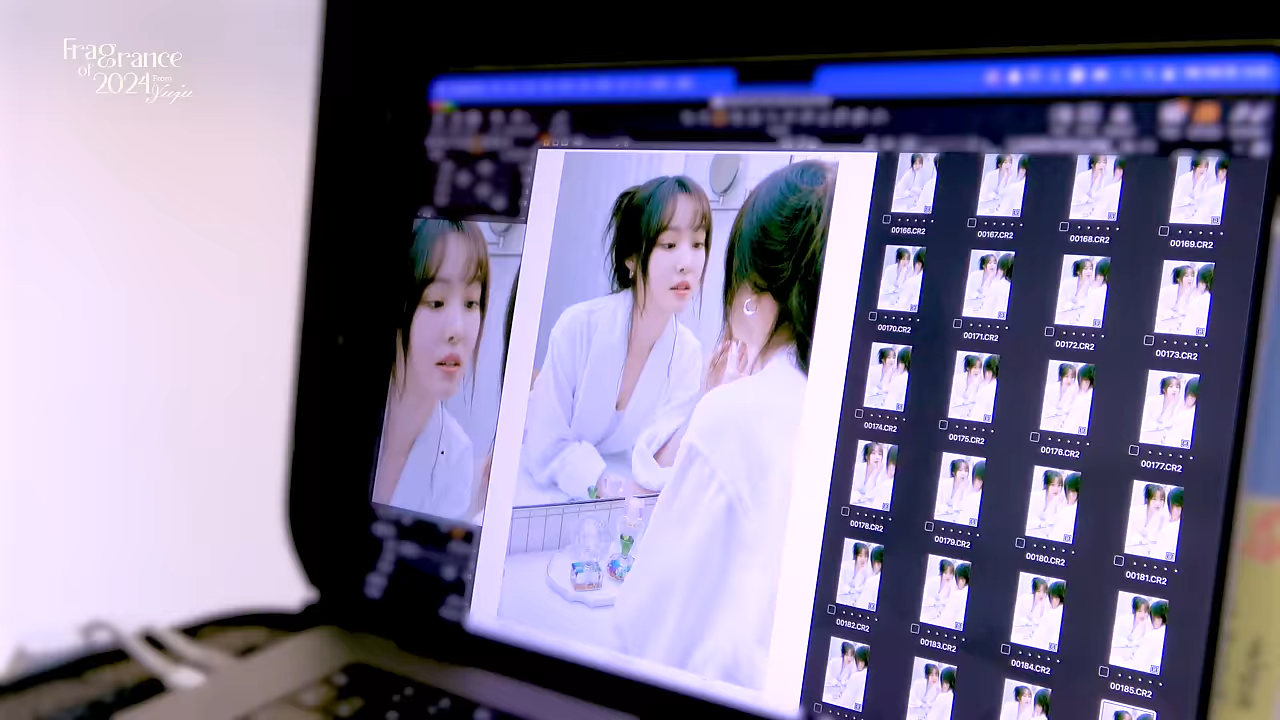 Fragrance
of 2024 From
Yuju
00166.CR2
00167.CR2
00168.CR2
00169.CR2
00170.CR2
00171.CR2
00172.CR2
00173.CR2
00174.CR2
00175.CR2
00176.CR2
00177.CR2
00178.CR2
00179.CR2
00180.CR2
00181.CR2
00182.CR2
00183.CR2
00184.CR2
00185.CR2